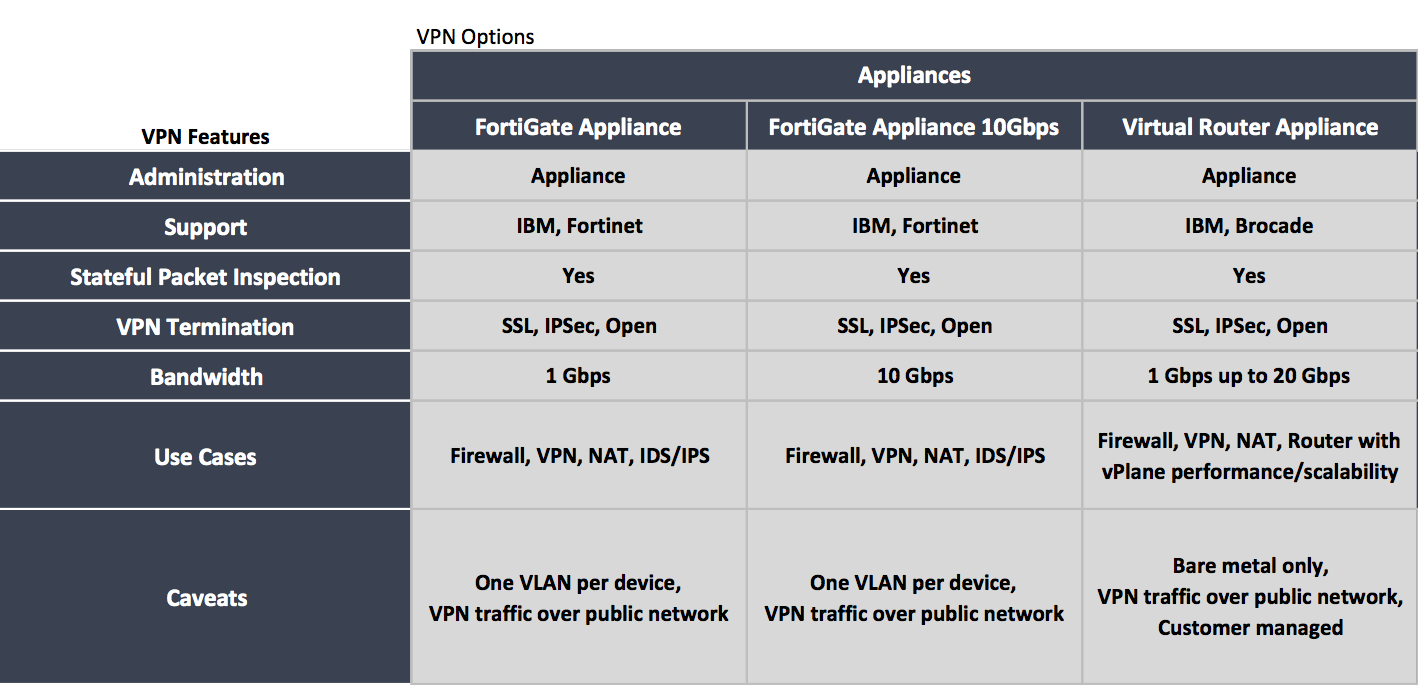 VPN Options
Appliances
VPN Features
FortiGate Appliance
FortiGate Appliance 10Gbps
Virtual Router Appliance
Administration
Appliance
Appliance
Appliance
Support
IBM, Fortinet
IBM, Fortinet
IBM, Brocade
Stateful Packet Inspection
Yes
Yes
Yes
VPN Termination
SSL, IPSec, Open
SSL, IPSec, Open
SSL, IPSec, Open
Bandwidth
1 Gbps
10 Gbps
1 Gbps up to 20 Gbps
Use Cases
Firewall, VPN, NAT, IDS/IPS
Firewall, VPN, NAT, IDS/IPS
Firewall, VPN, NAT, Router with
vPlane performance/scalability
Caveats
One VLAN per device,
VPN traffic over public network
One VLAN per device,
VPN traffic over public network
Bare metal only,
VPN traffic over public network,
Customer managed